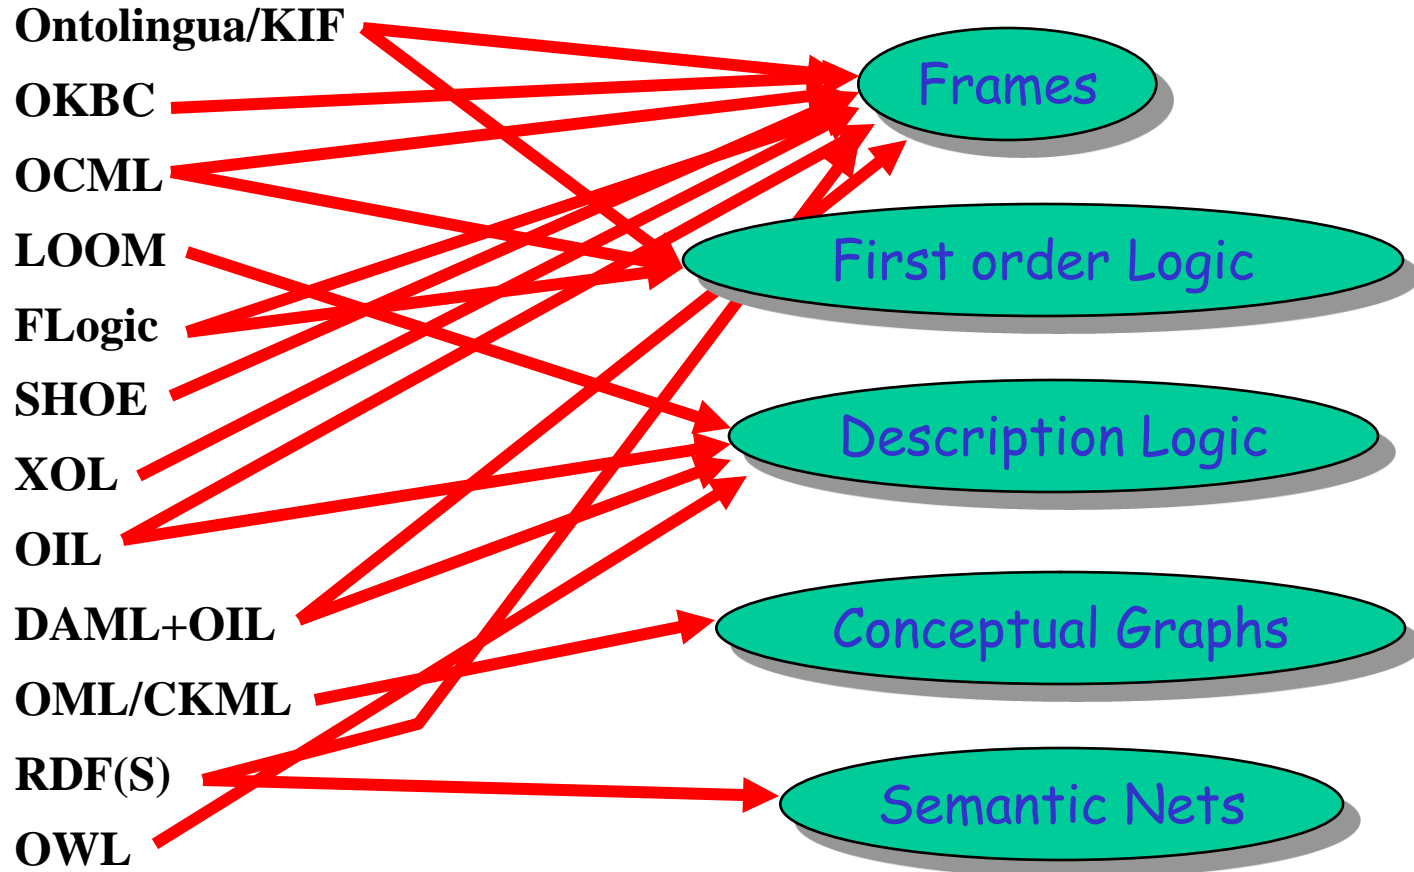 Ontolingua/KIF
OKBC
OCML
LOOM
FLogic
SHOE
XOL
OIL
DAML+OIL
OML/CKML
RDF(S)
OWL
Frames
First order Logic
Description Logic
Conceptual Graphs
Semantic Nets